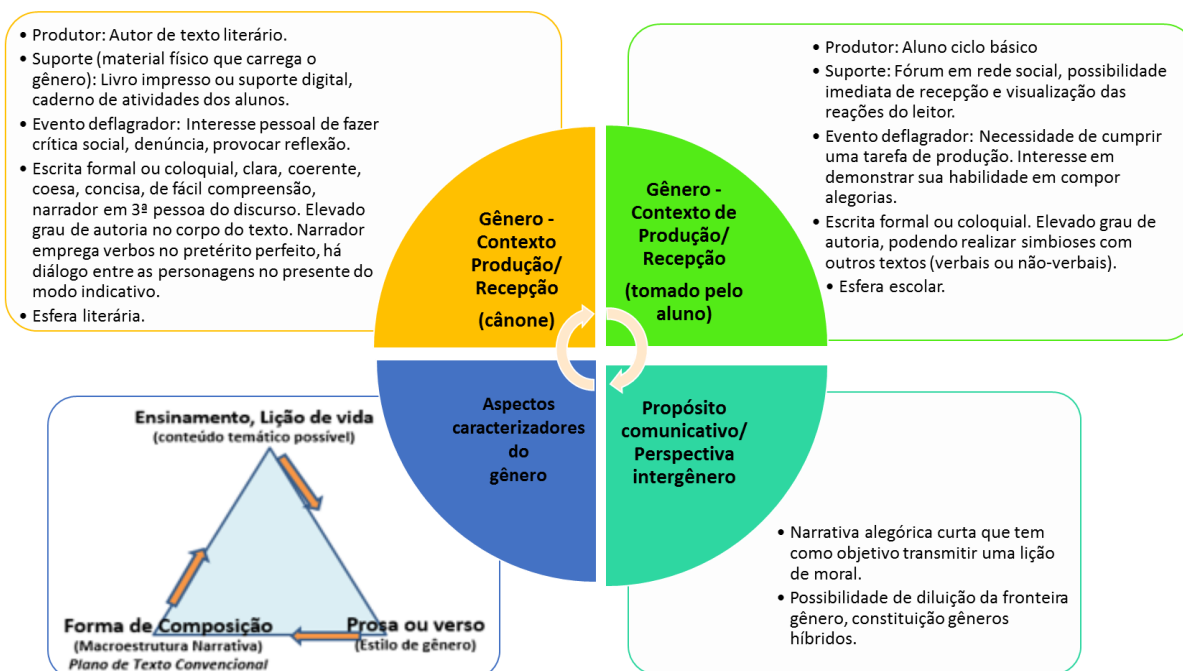 • Produtor: Autor de texto literário.
• Suporte (material físico que carrega o
gênero): Livro impresso ou suporte digital,
caderno de atividades dos alunos.
• Evento deflagrador: Interesse pessoal de fazer
crítica social, denúncia, provocar reflexão.
• Escrita formal ou coloquial, clara, coerente,
coesa, concisa, de fácil compreensão,
narrador em 3ª pessoa do discurso. Elevado
grau de autoria no corpo do texto. Narrador
emprega verbos no pretérito perfeito, há
diálogo entre as personagens no presente do
modo indicativo.
• Esfera literária.
Gênero -
Contexto
Produção/
Recepção
(cânone)
• Produtor: Aluno ciclo básico
• Suporte: Fórum em rede social, possibilidade
imediata de recepção e visualização das
reações do leitor.
• Evento deflagrador: Necessidade de cumprir
uma tarefa de produção. Interesse em
demonstrar sua habilidade em compor
alegorias.
• Escrita formal ou coloquial. Elevado grau de
autoria, podendo realizar simbioses com
outros textos (verbais ou não-verbais).
• Esfera escolar.
Gênero -
Contexto de
Produção/
Recepção
(tomado pelo
aluno)
Ensinamento, Lição de vida
(conteúdo temático possível)
Forma de Composição
(Macroestrutura Narrativa)
Plano de Texto Convencional
Prosa ou verso
(Estilo de gênero)
Aspectos
caracterizadores
do
gênero
Propósito
comunicativo/
Perspectiva
intergênero
• Narrativa alegórica curta que tem
como objetivo transmitir uma lição
de moral.
• Possibilidade de diluição da fronteira
gênero, constituição gêneros
híbridos.